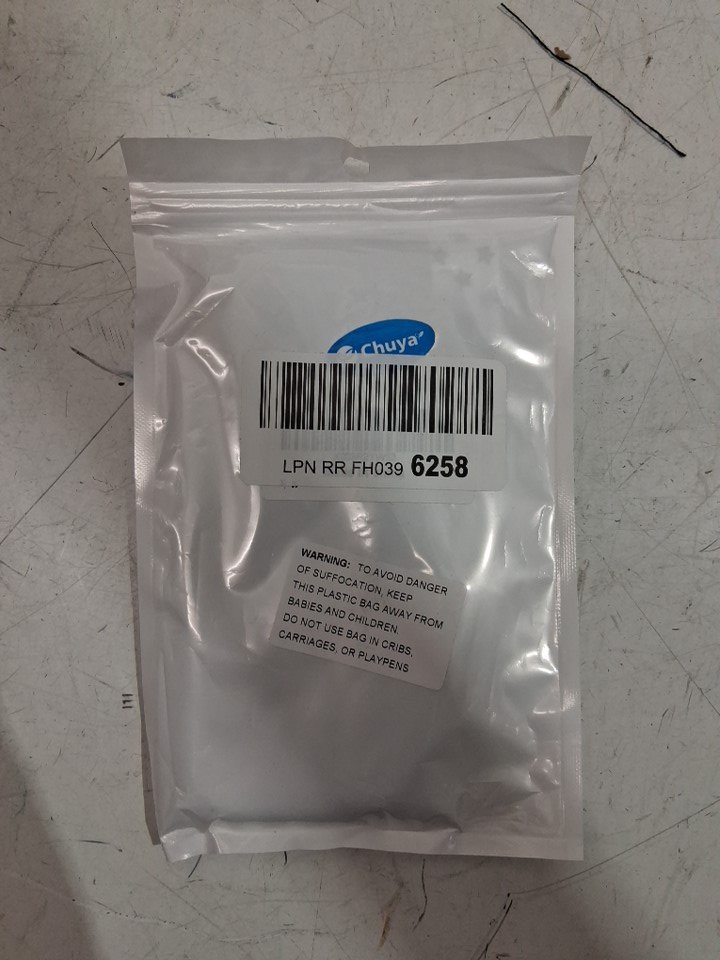 Chuya
LPN RR FH039 6258
WARNING: TO AVOID DANGER
OF SUFFOCATION, KEEP
THIS PLASTIC BAG AWAY FROM
BABIES AND CHILDREN.
DO NOT USE BAG IN CRIBS,
CARRIAGES, OR PLAYPENS